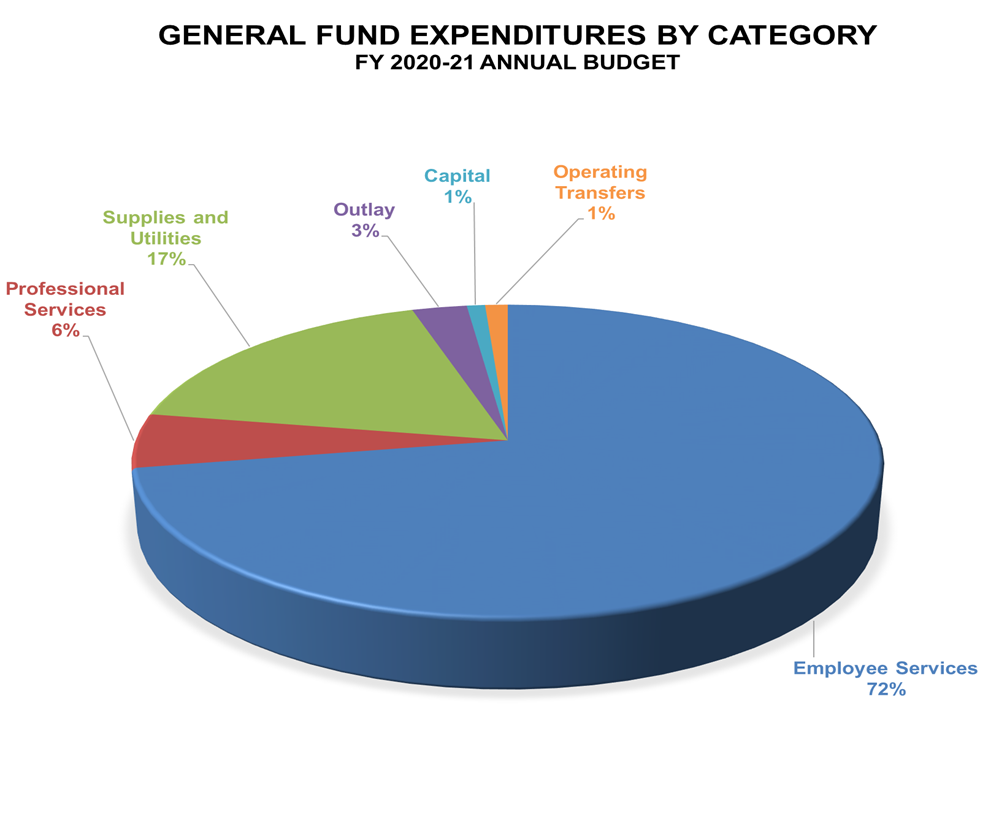 GENERAL FUND EXPENDITURES BY CATEGORY
FY 2020-21 ANNUAL BUDGET
Capital
1%
Operating
Transfers
1%
Outlay
3%
Supplies and
Utilities
17%
Professional
Services
6%
Employee Services
72%